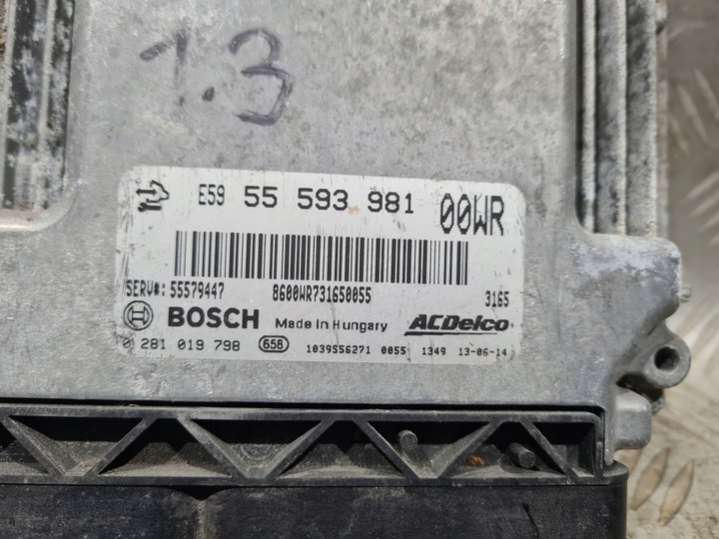 1.3
E59 55 593 981 00WR
SERV#: 55579447 8600WR731650055 3165
BOSCH Made in Hungary ACDelco
0 281 019 798 658 1039S56271 0055 1349 13-06-14